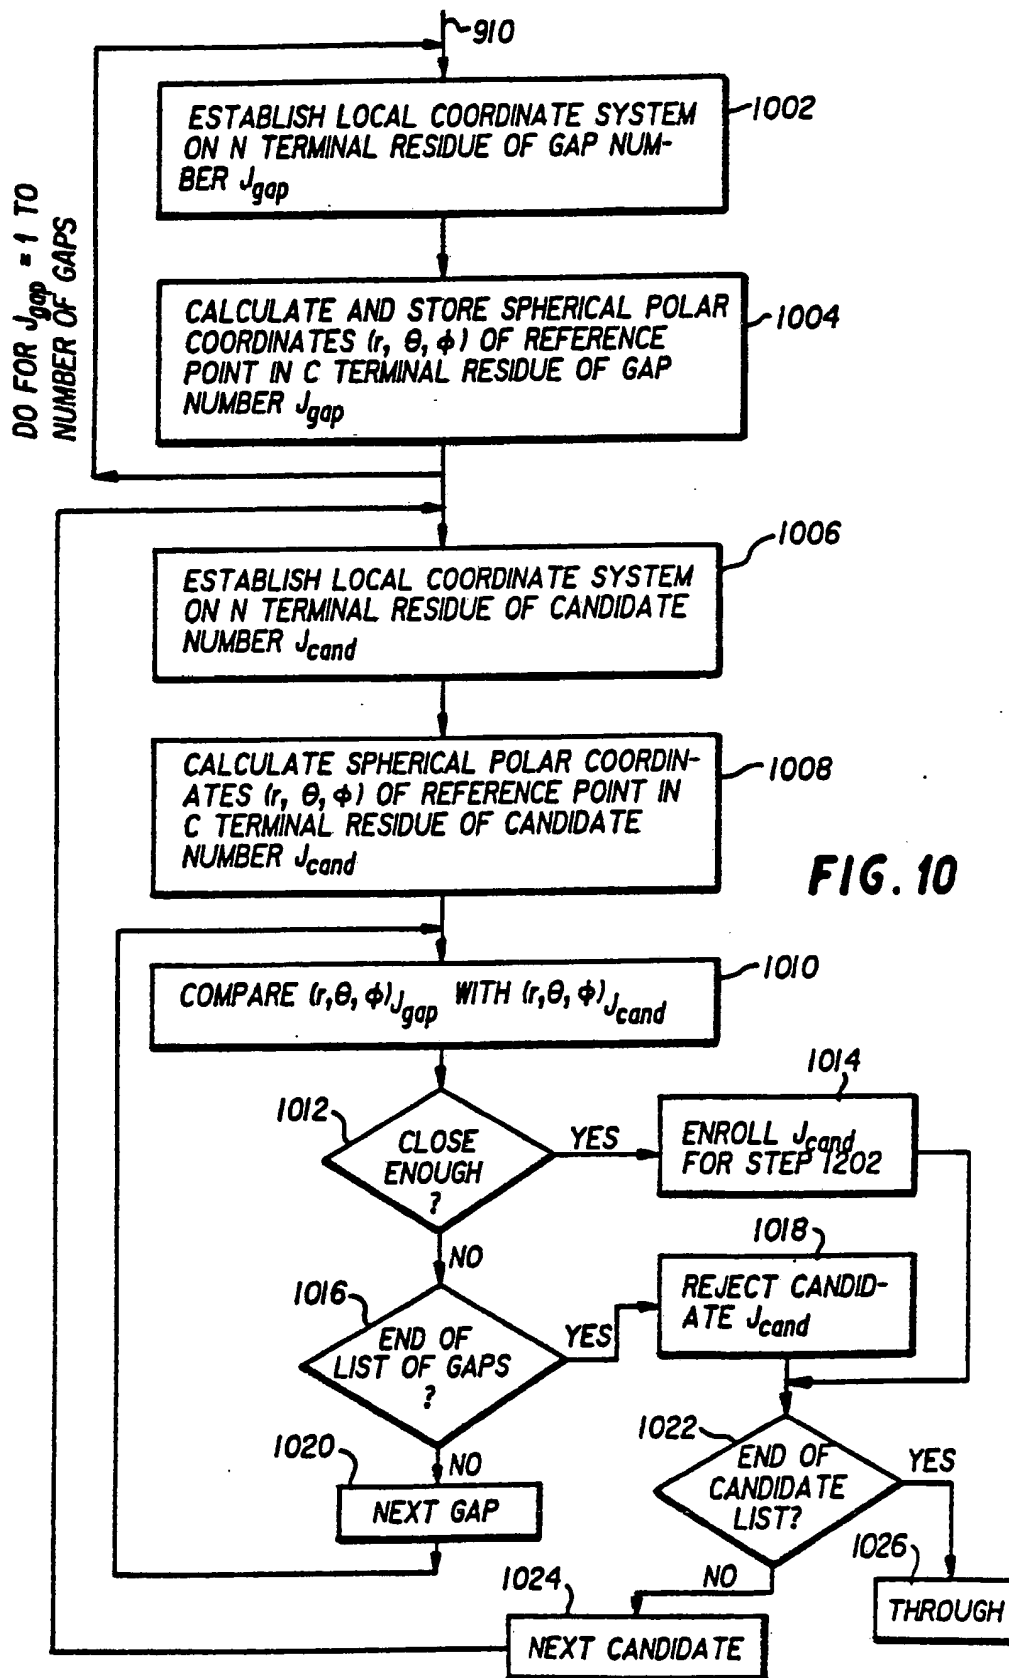 910
1002
ESTABLISH LOCAL COORDINATE SYSTEM
ON N TERMINAL RESIDUE OF GAP NUM-
BER Jgap
DO FOR Jgap = 1 TO
NUMBER OF GAPS
1004
CALCULATE AND STORE SPHERICAL POLAR
COORDINATES (r, θ, ϕ) OF REFERENCE
POINT IN C TERMINAL RESIDUE OF GAP
NUMBER Jgap
1006
ESTABLISH LOCAL COORDINATE SYSTEM
ON N TERMINAL RESIDUE OF CANDIDATE
NUMBER Jcand
1008
CALCULATE SPHERICAL POLAR COORDIN-
ATES (r, θ, ϕ) OF REFERENCE POINT IN
C TERMINAL RESIDUE OF CANDIDATE
NUMBER Jcand
FIG. 10
1010
COMPARE (r,θ, ϕ)Jgap WITH (r,θ, ϕ)Jcand
1012
CLOSE
ENOUGH
?
YES
NO
1014
ENROLL Jcand
FOR STEP 1202
1016
END OF
LIST OF GAPS
?
YES
NO
1018
REJECT CANDID-
ATE Jcand
1020
NEXT GAP
1022
END OF
CANDIDATE
LIST?
YES
NO
1024
NEXT CANDIDATE
1026
THROUGH